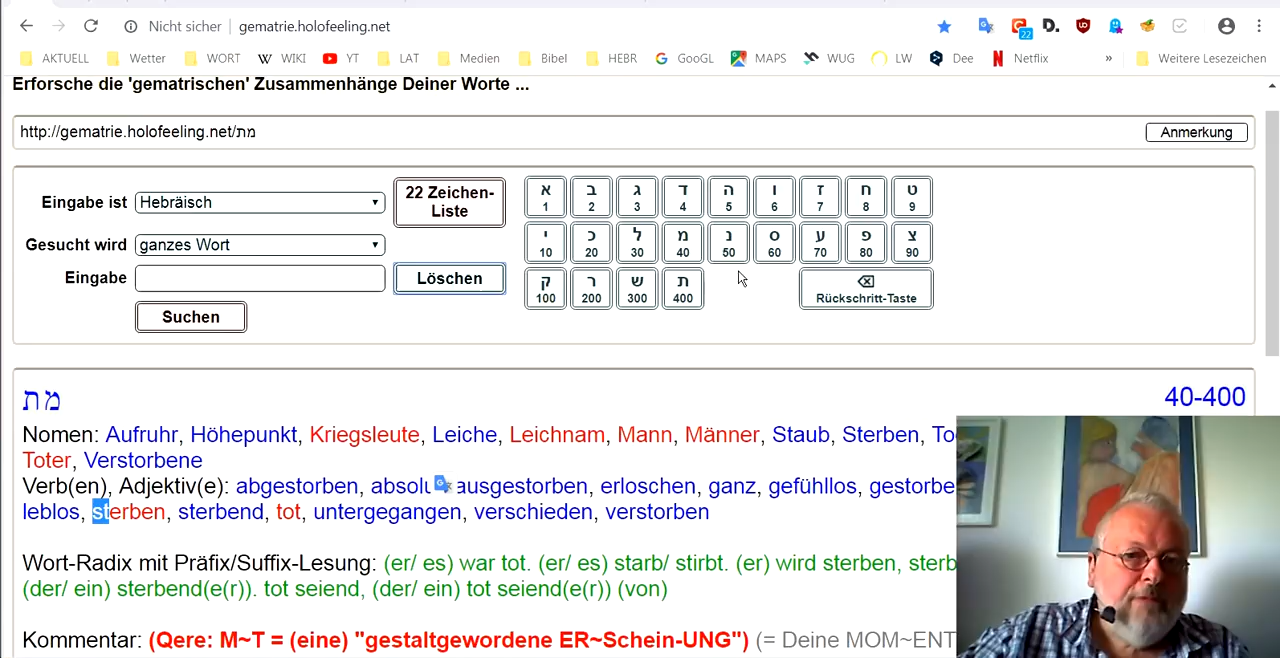 Nicht sicher | gematrie.holofeeling.net
AKTUELL Wetter WORT WIKI YT LAT Medien Bibel HEBR GooGL MAPS WUG LW Dee Netflix » Weitere Lesezeichen
Erforsche die 'gematrischen' Zusammenhänge Deiner Worte ...
http://gematrie.holofeeling.net/מת Anmerkung
Eingabe ist Hebräisch 22 Zeichen-Liste
Gesucht wird ganzes Wort
Eingabe Löschen
Suchen
א ב ג ד ה ו ז ח ט
1 2 3 4 5 6 7 8 9
י כ ל מ נ ס ע פ צ
10 20 30 40 50 60 70 80 90
ק ר ש ת
100 200 300 400 Rückschritt-Taste
מת 40-400
Nomen: Aufruhr, Höhepunkt, Kriegsleute, Leiche, Leichnam, Mann, Männer, Staub, Sterben, To
Toter, Verstorbene
Verb(en), Adjektiv(e): abgestorben, absolu ausgestorben, erloschen, ganz, gefühllos, gestorbe
leblos, sterben, sterbend, tot, untergegangen, verschieden, verstorben
Wort-Radix mit Präfix/Suffix-Lesung: (er/ es) war tot. (er/ es) starb/ stirbt. (er) wird sterben, sterb
(der/ ein) sterbend(e(r)). tot seiend, (der/ ein) tot seiend(e(r)) (von)
Kommentar: (Qere: M~T = (eine) "gestaltgewordene ER~Schein-UNG") (= Deine MOM~ENT